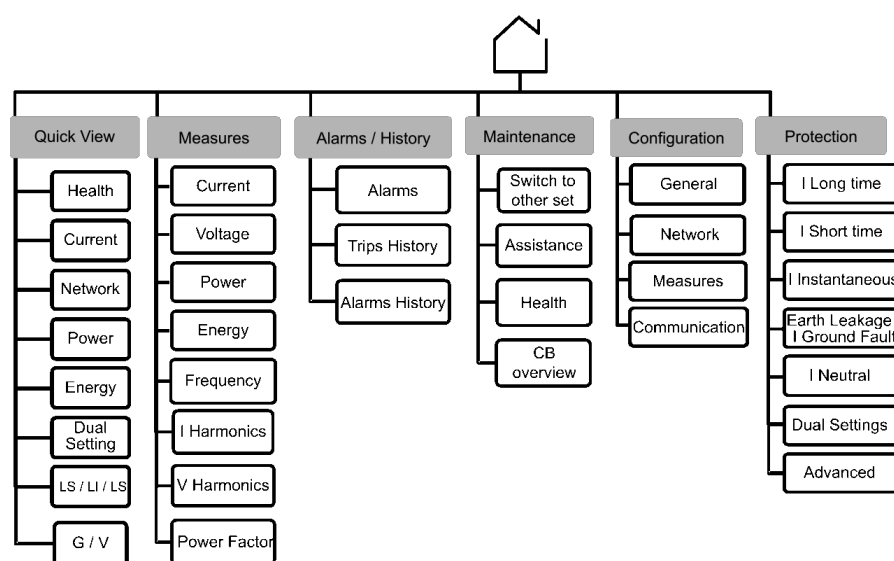 Quick View
Health
Current
Network
Power
Energy
Dual
Setting
LS / LI / LS
G / V
Measures
Current
Voltage
Power
Energy
Frequency
I Harmonics
V Harmonics
Power Factor
Alarms / History
Alarms
Trips History
Alarms History
Maintenance
Switch to
other set
Assistance
Health
CB
overview
Configuration
General
Network
Measures
Communication
Protection
I Long time
I Short time
I Instantaneous
Earth Leakage
I Ground Fault
I Neutral
Dual Settings
Advanced